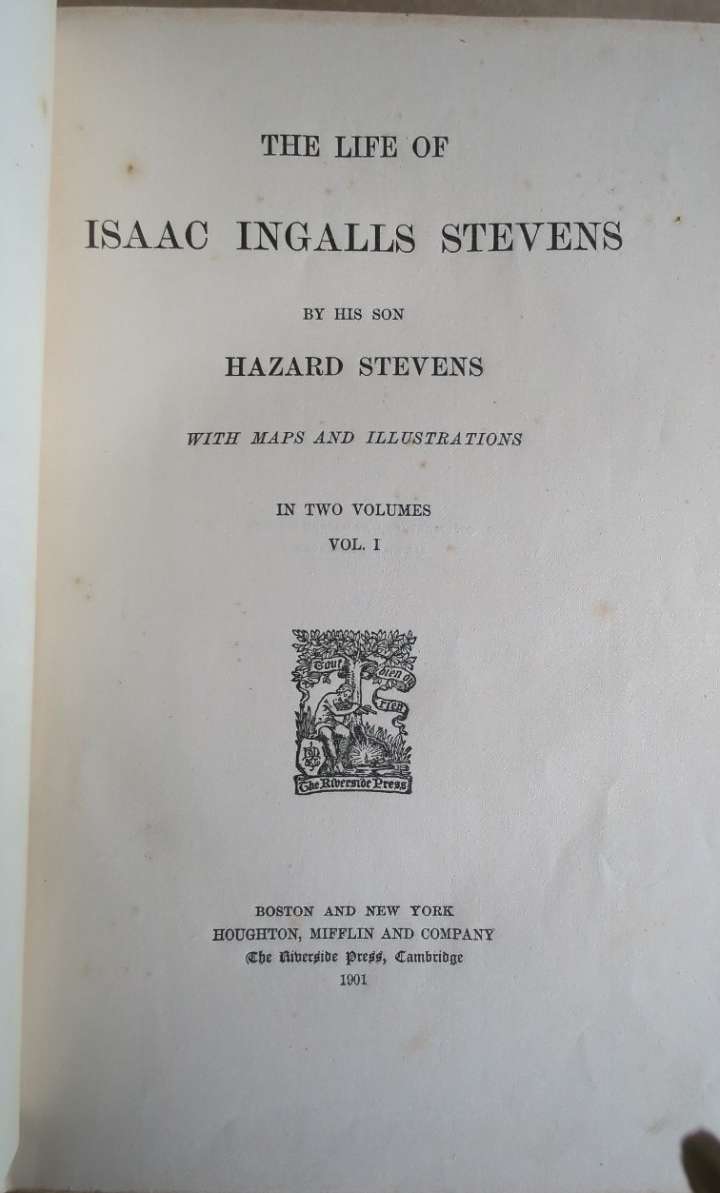 THE LIFE OF
ISAAC INGALLS STEVENS
BY HIS SON
HAZARD STEVENS
WITH MAPS AND ILLUSTRATIONS
IN TWO VOLUMES
VOL. I
Tout
bien ou
rien
The Riverside Press
BOSTON AND NEW YORK
HOUGHTON, MIFFLIN AND COMPANY
The Riverside Press, Cambridge
1901